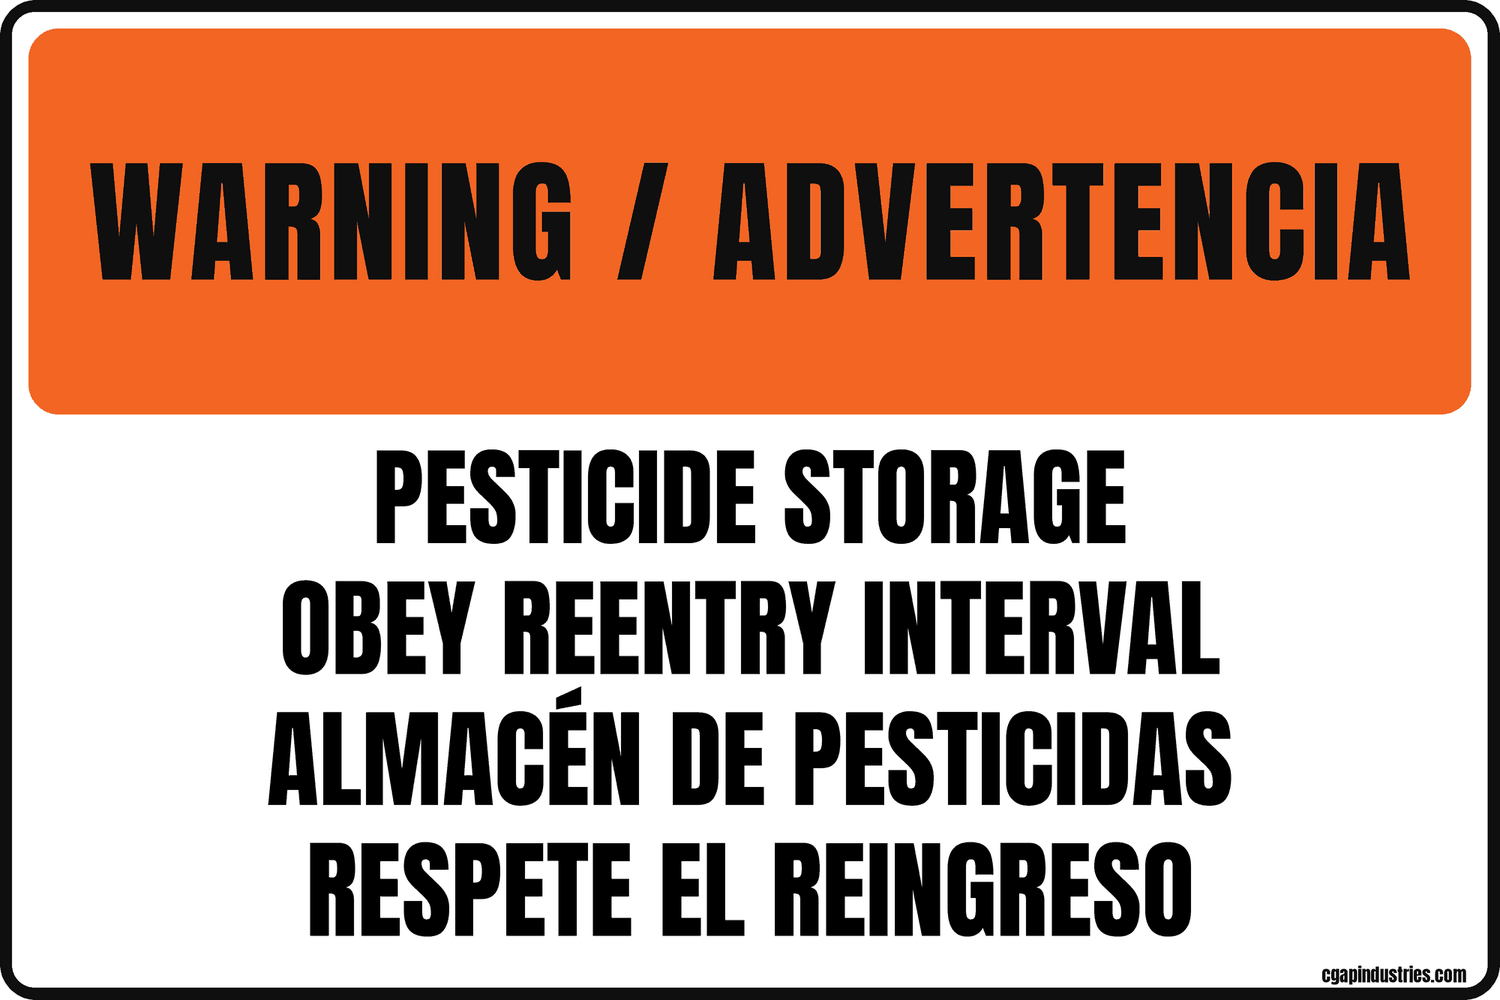 WARNING / ADVERTENCIA
PESTICIDE STORAGE
OBEY REENTRY INTERVAL
ALMACÉN DE PESTICIDAS
RESPETE EL REINGRESO
cgapindustries.com